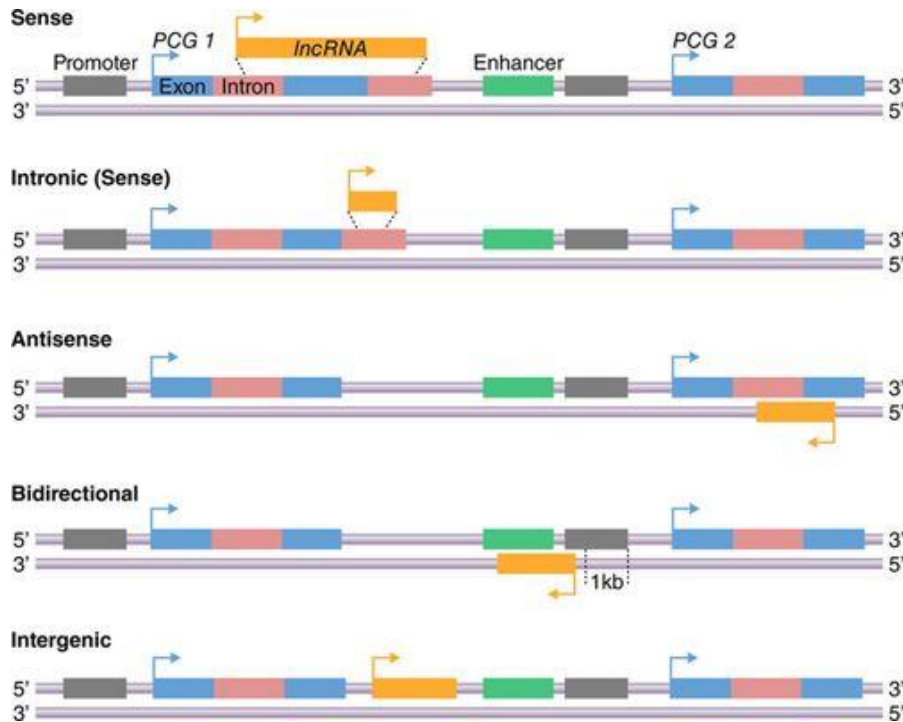 Sense
PCG 1
lncRNA
PCG 2
Promoter
Enhancer
5’ Exon Intron 3’
3’ 5’
Intronic (Sense)
5’ 3’
3’ 5’
Antisense
5’ 3’
3’ 5’
Bidirectional
5’ 3’
3’ 5’
1kb
Intergenic
5’ 3’
3’ 5’